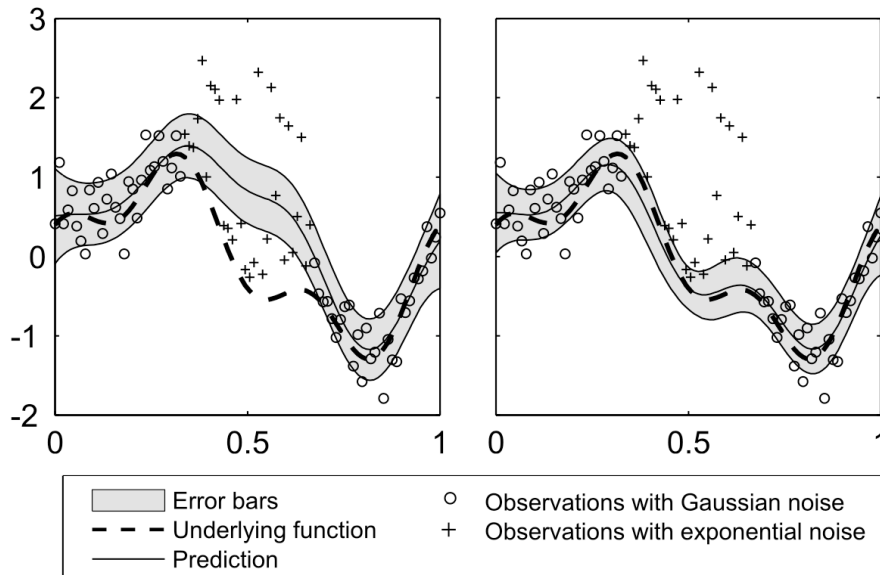 3
2
1
0
-1
-2
0 0.5 1
0 0.5 1
Error bars
Underlying function
Prediction
Observations with Gaussian noise
Observations with exponential noise